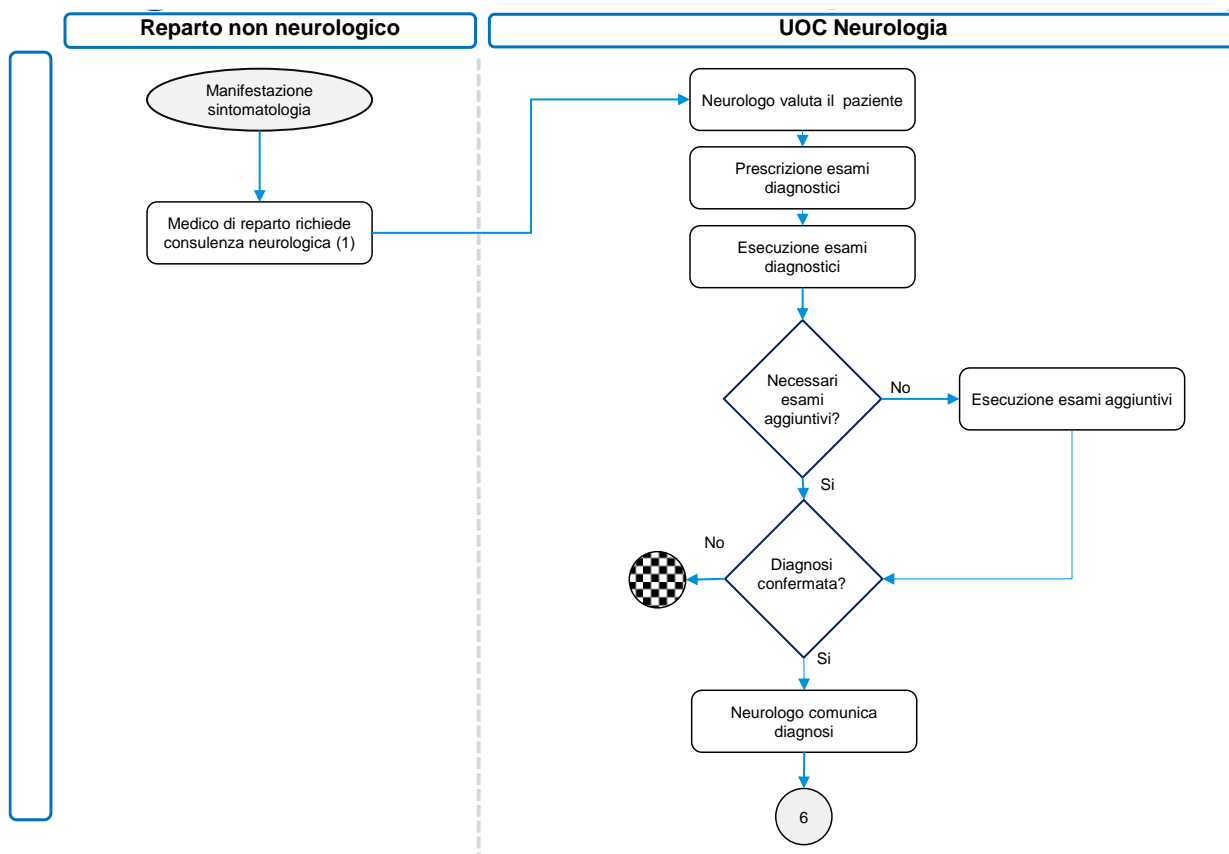 Reparto non neurologico
UOC Neurologia
Manifestazione
sintomatologia
Medico di reparto richiede
consulenza neurologica (1)
Neurologo valuta il paziente
Prescrizione esami
diagnostici
Esecuzione esami
diagnostici
Necessari
esami
aggiuntivi?
No
Esecuzione esami aggiuntivi
Si
Diagnosi
confermata?
No
Si
Neurologo comunica
diagnosi
6